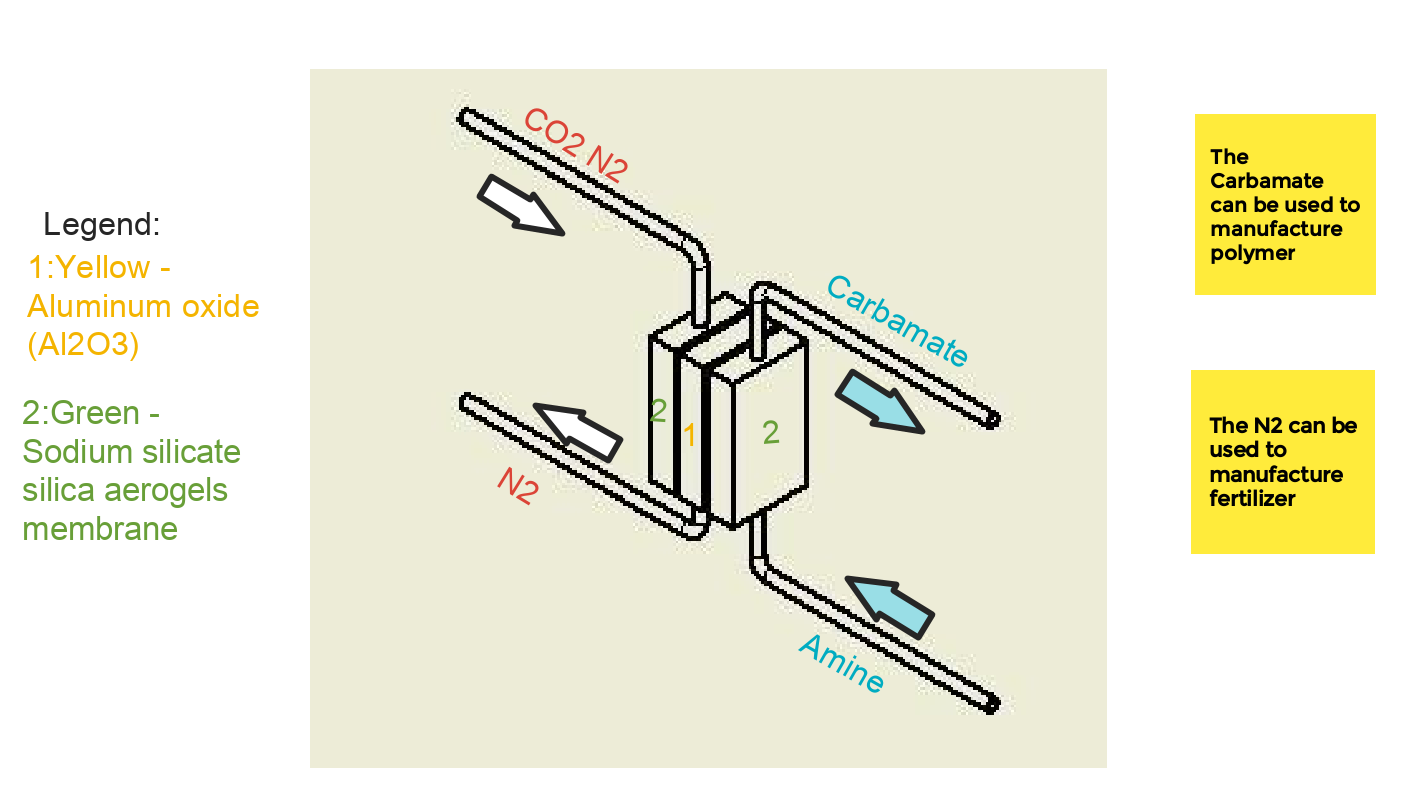 Legend:
1:Yellow -
Aluminum oxide
(Al2O3)
2:Green -
Sodium silicate
silica aerogels
membrane
CO2 N2
Carbamate
2
1
2
N2
Amine
The
Carbamate
can be used to
manufacture
polymer
The N2 can be
used to
manufacture
fertilizer